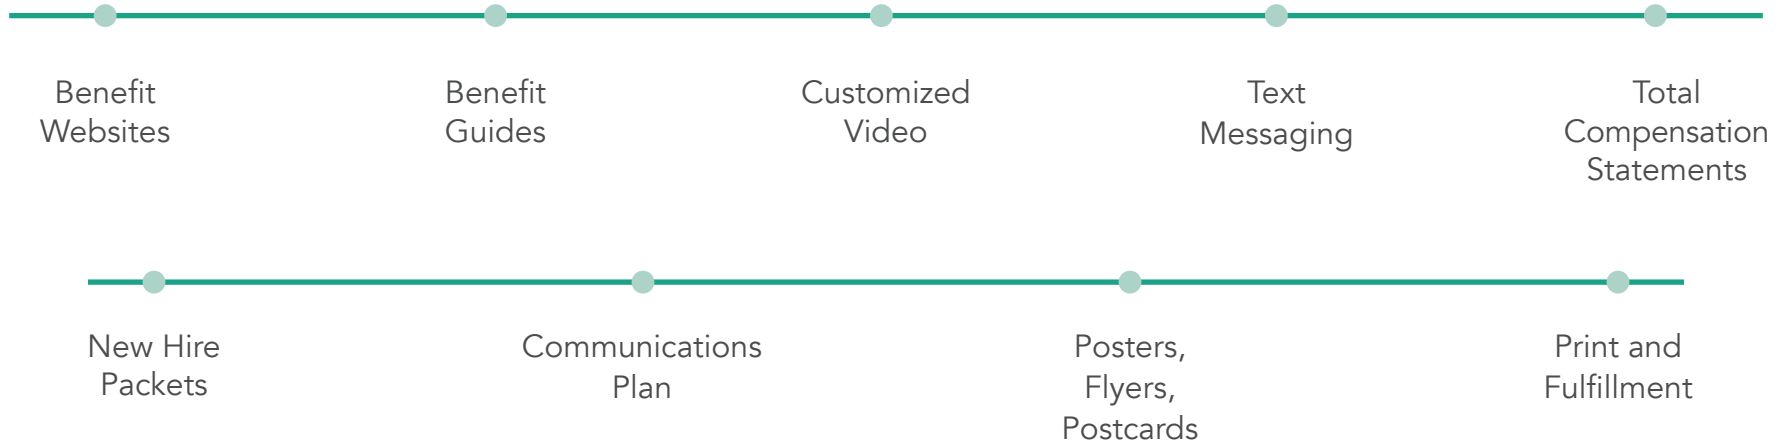 Benefit
Websites
Benefit
Guides
Customized
Video
Text
Messaging
Total
Compensation
Statements
New Hire
Packets
Communications
Plan
Posters,
Flyers,
Postcards
Print and
Fulfillment